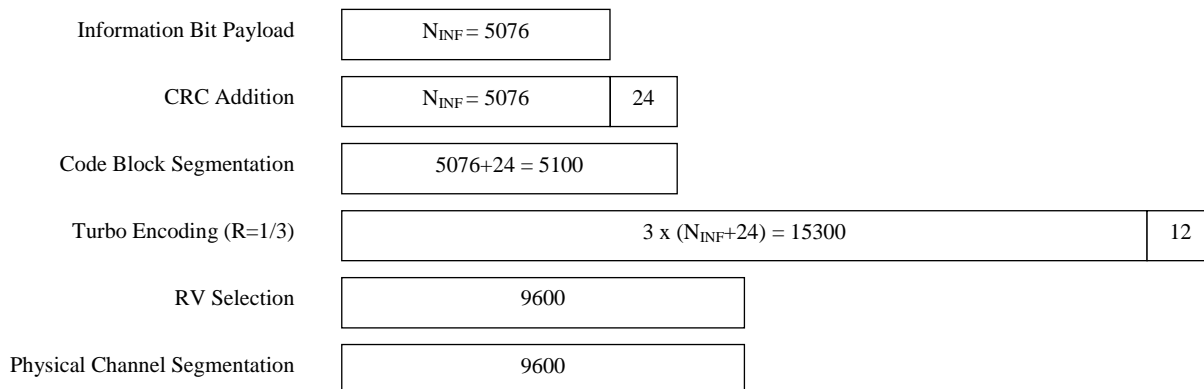 Information Bit Payload
N_INF = 5076
CRC Addition
N_INF = 5076
24
Code Block Segmentation
5076+24 = 5100
Turbo Encoding (R=1/3)
3 x (N_INF+24) = 15300
12
RV Selection
9600
Physical Channel Segmentation
9600